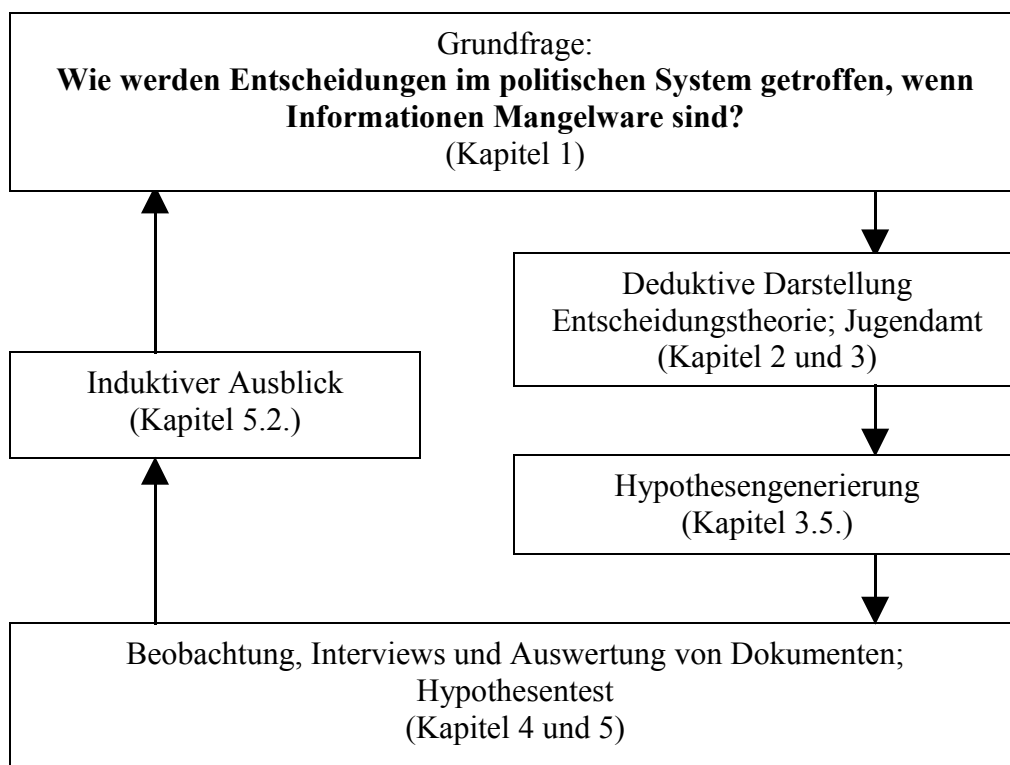 Grundfrage:
Wie werden Entscheidungen im politischen System getroffen, wenn
Informationen Mangelware sind?
(Kapitel 1)
Deduktive Darstellung
Entscheidungstheorie; Jugendamt
(Kapitel 2 und 3)
Induktiver Ausblick
(Kapitel 5.2.)
Hypothesengenerierung
(Kapitel 3.5.)
Beobachtung, Interviews und Auswertung von Dokumenten;
Hypothesentest
(Kapitel 4 und 5)